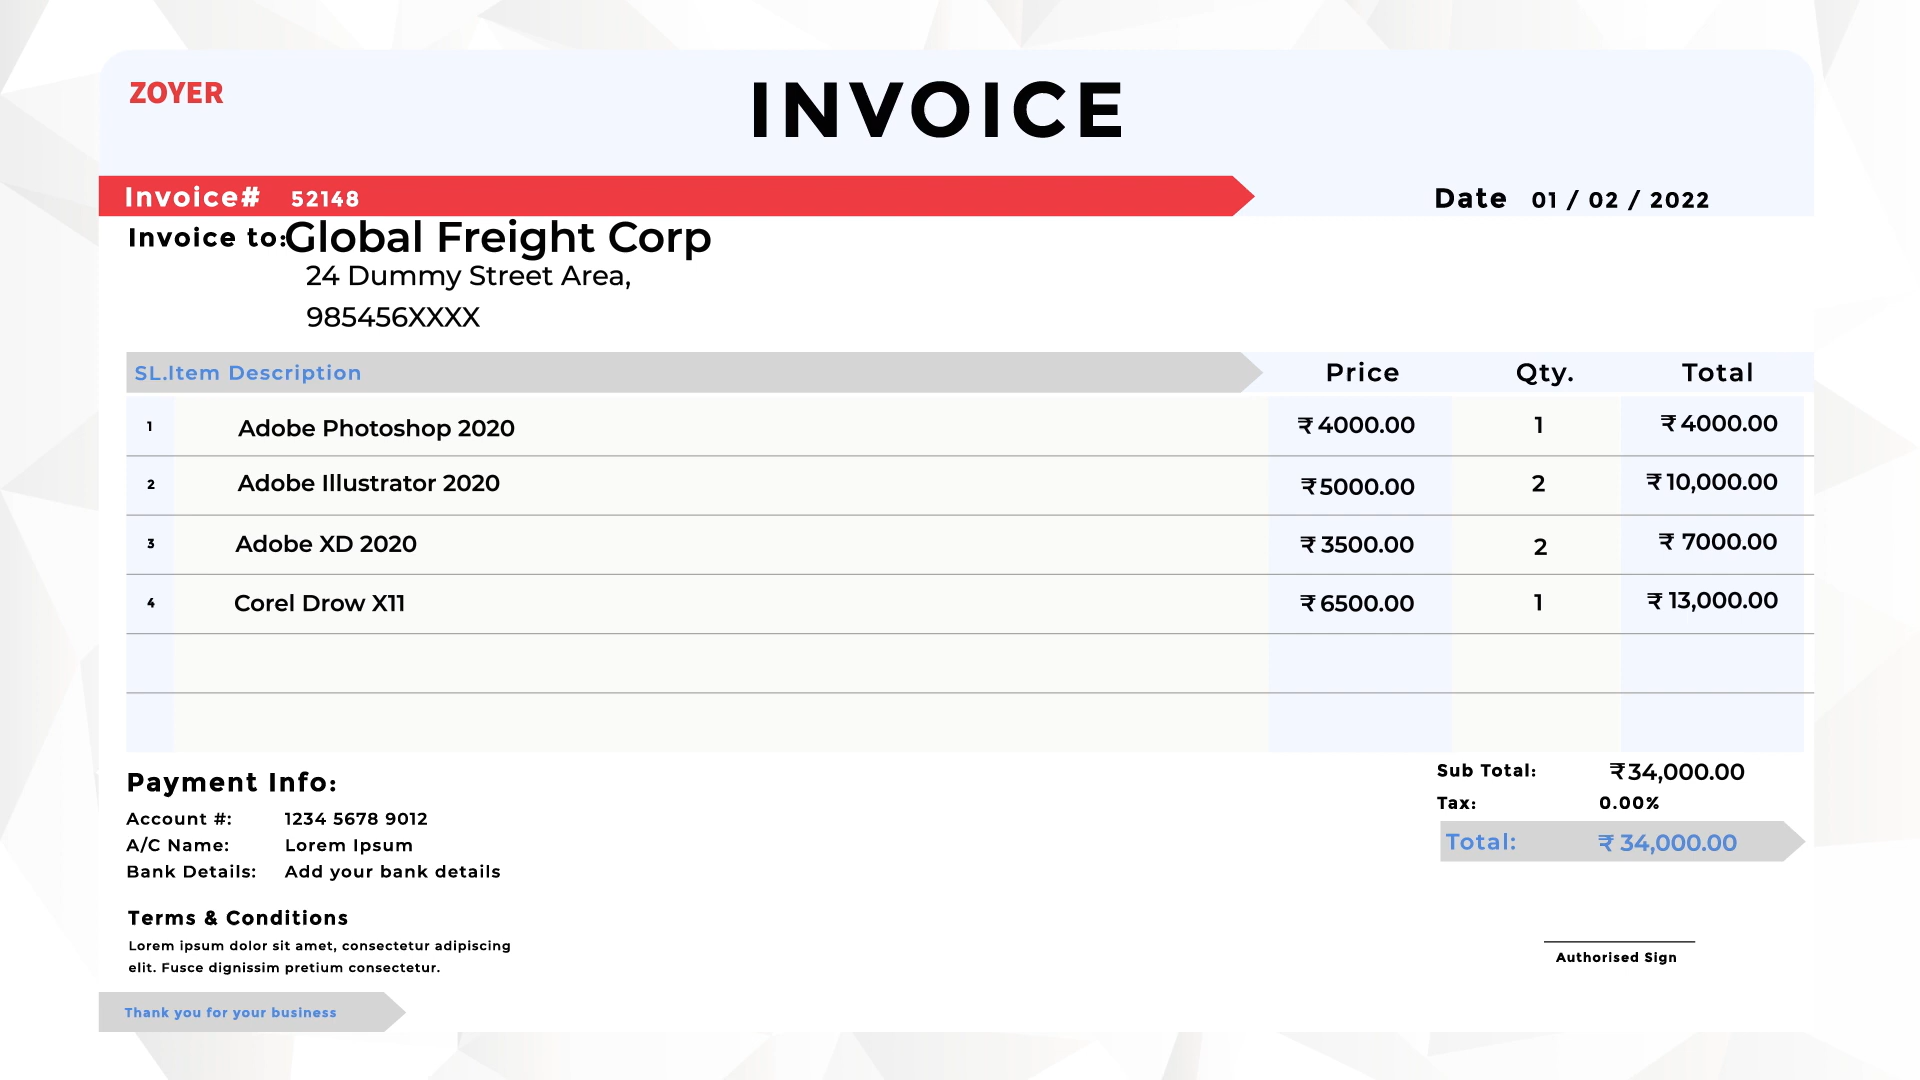 ZOYER
INVOICE
Invoice# 52148
Date 01 / 02 / 2022
Invoice to: Global Freight Corp
24 Dummy Street Area,
985456XXXX
SL. Item Description Price Qty. Total
1 Adobe Photoshop 2020 ₹ 4000.00 1 ₹ 4000.00
2 Adobe Illustrator 2020 ₹ 5000.00 2 ₹ 10,000.00
3 Adobe XD 2020 ₹ 3500.00 2 ₹ 7000.00
4 Corel Drow X11 ₹ 6500.00 1 ₹ 13,000.00
Sub Total: ₹ 34,000.00
Tax: 0.00%
Total: ₹ 34,000.00
Payment Info:
Account #: 1234 5678 9012
A/C Name: Lorem Ipsum
Bank Details: Add your bank details
Terms & Conditions
Lorem ipsum dolor sit amet, consectetur adipiscing
elit. Fusce dignissim pretium consectetur.
Authorised Sign
Thank you for your business